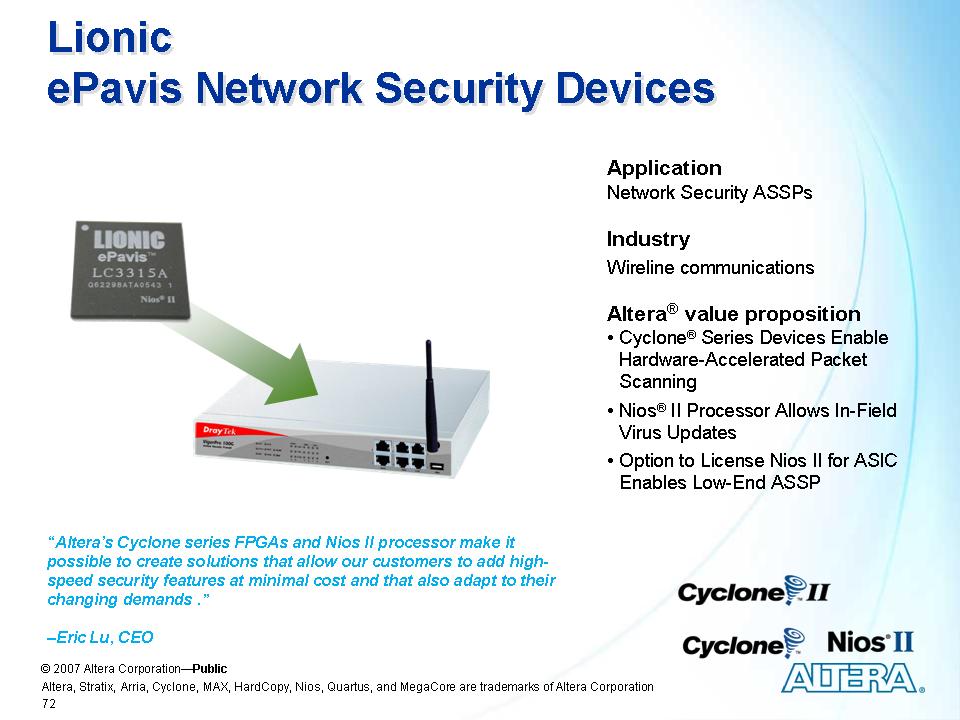 Lionic
ePavis Network Security Devices
Application
Network Security ASSPs
Industry
Wireline communications
Altera® value proposition
• Cyclone® Series Devices Enable
Hardware-Accelerated Packet
Scanning
• Nios® II Processor Allows In-Field
Virus Updates
• Option to License Nios II for ASIC
Enables Low-End ASSP
LIONIC
ePavis™
LC3315A
Q62298ATA0543 1
Nios® II
DrayTek
“Altera’s Cyclone series FPGAs and Nios II processor make it
possible to create solutions that allow our customers to add high-
speed security features at minimal cost and that also adapt to their
changing demands .”
–Eric Lu, CEO
Cyclone II
Cyclone
Nios® II
ALTERA®
© 2007 Altera Corporation—Public
Altera, Stratix, Arria, Cyclone, MAX, HardCopy, Nios, Quartus, and MegaCore are trademarks of Altera Corporation
72